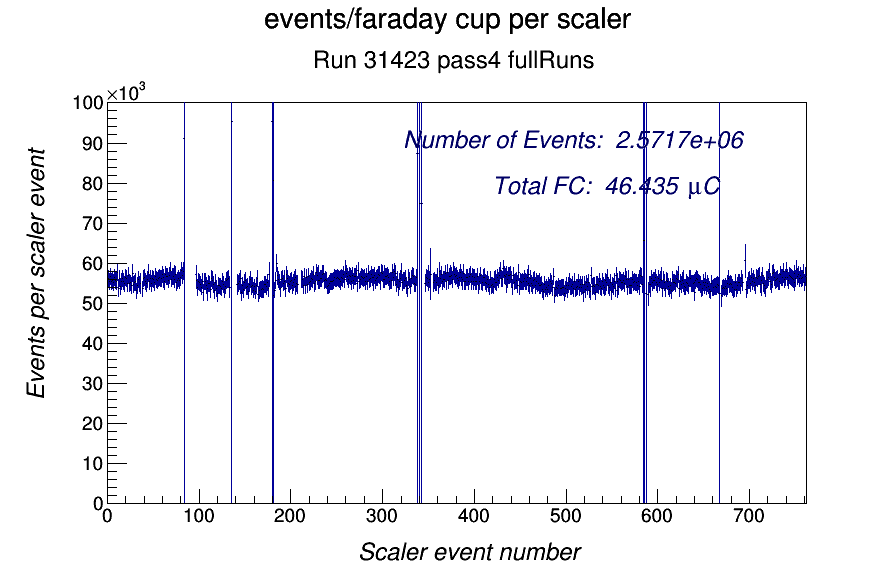 events/faraday cup per scaler
Run 31423 pass4 fullRuns
×10³
100
90
80
70
60
50
40
30
20
10
0
Events per scaler event
Number of Events: 2.5717e+06
Total FC: 46.435 μC
0 100 200 300 400 500 600 700
Scaler event number